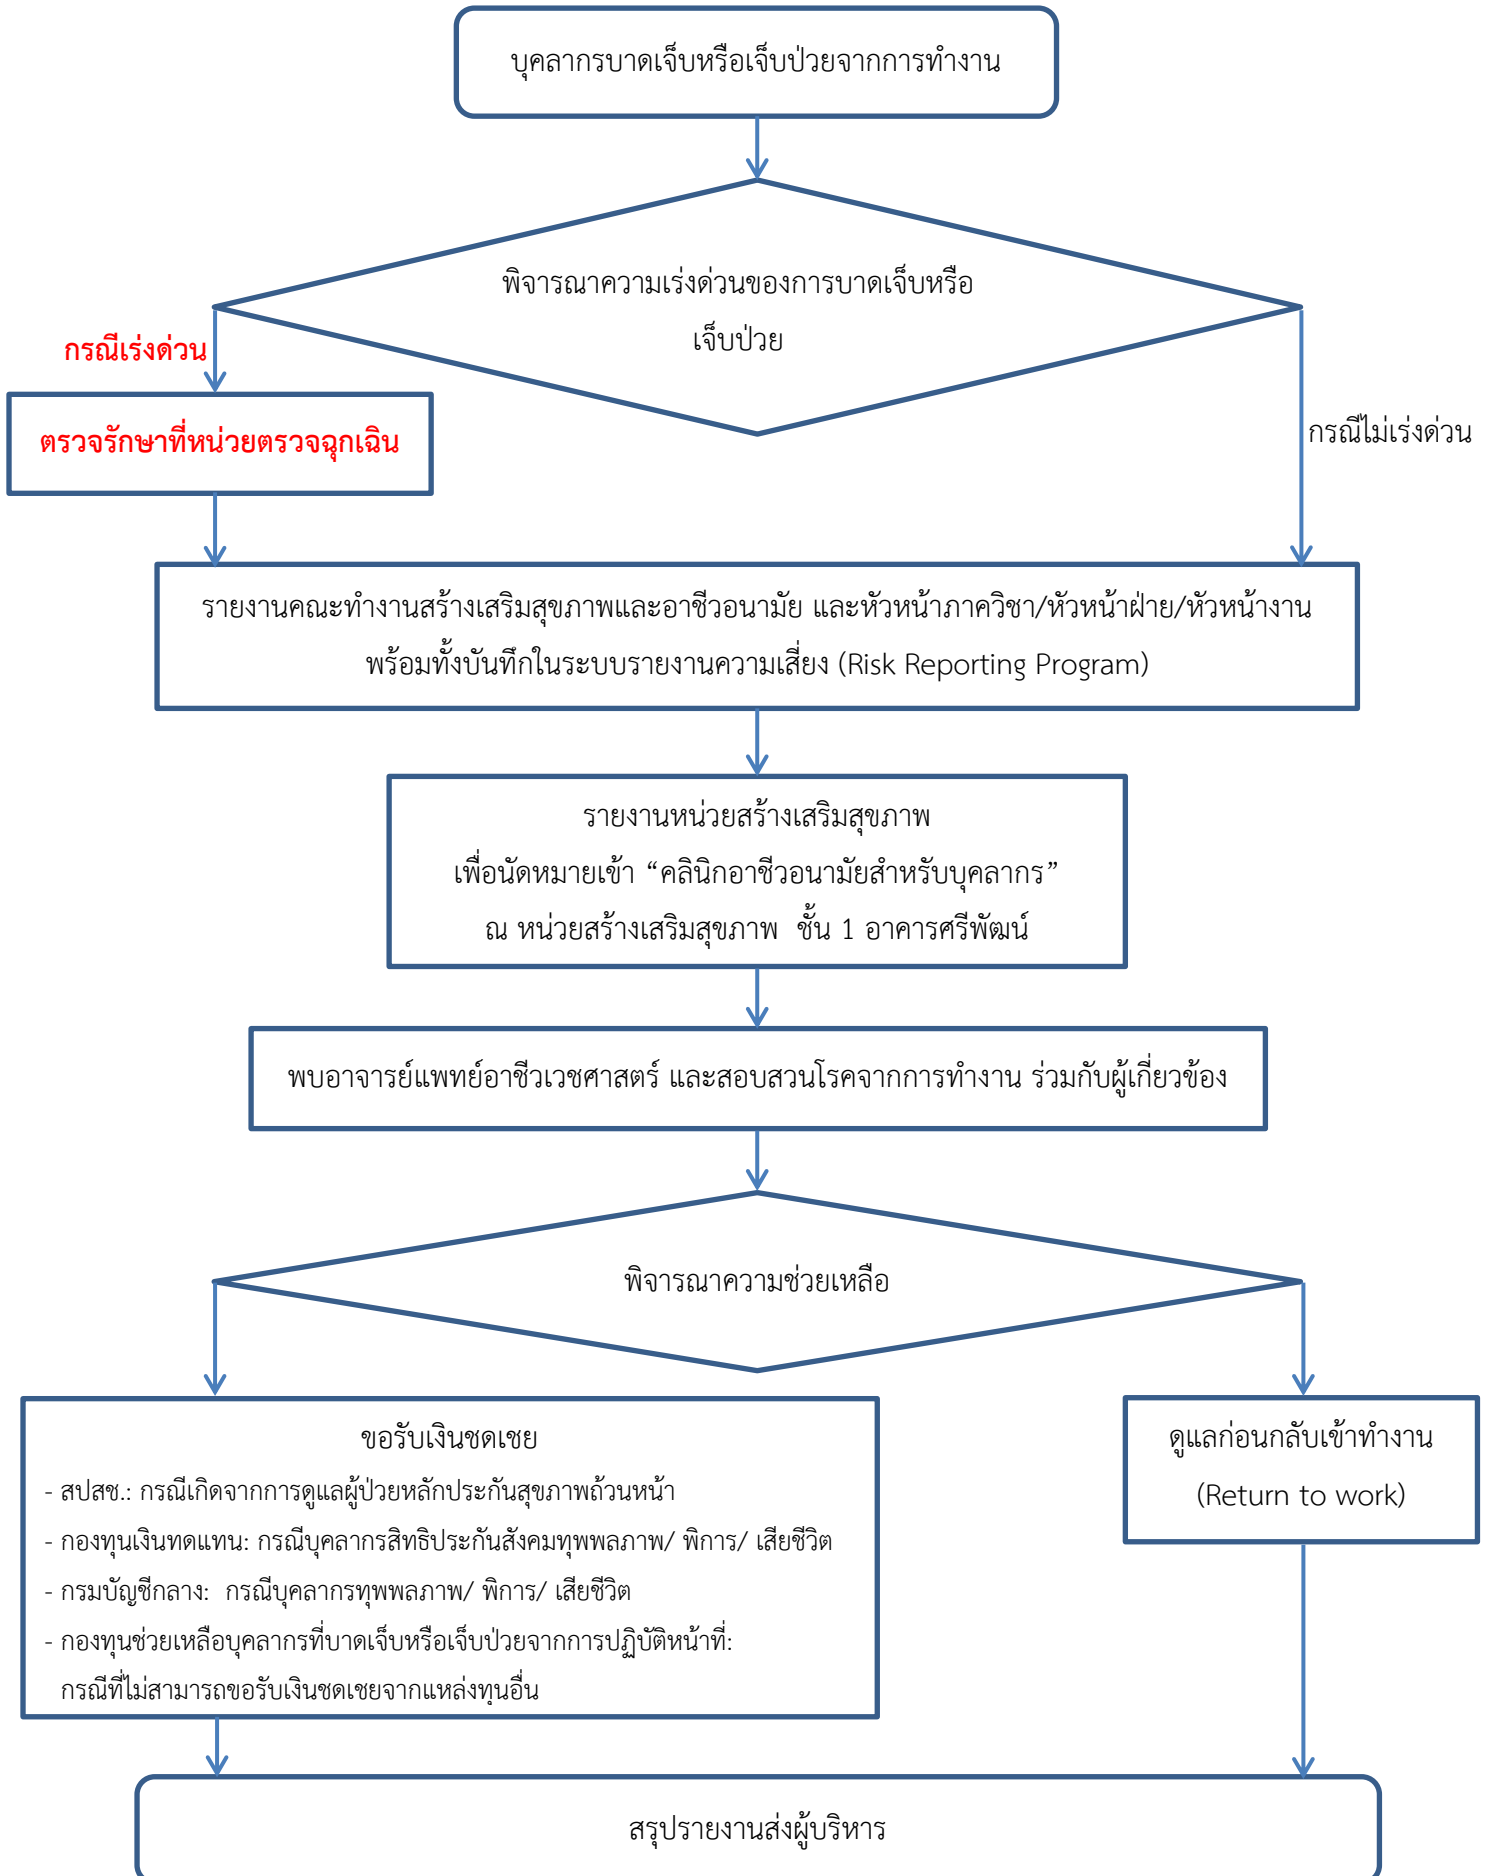 บุคลากรบาดเจ็บหรือเจ็บป่วยจากการทำงาน
พิจารณาความเร่งด่วนของการบาดเจ็บหรือ
เจ็บป่วย
กรณีเร่งด่วน
ตรวจรักษาที่หน่วยตรวจฉุกเฉิน
กรณีไม่เร่งด่วน
รายงานคณะทำงานสร้างเสริมสุขภาพและอาชีวอนามัย และหัวหน้าภาควิชา/หัวหน้าฝ่าย/หัวหน้างาน
พร้อมทั้งบันทึกในระบบรายงานความเสี่ยง (Risk Reporting Program)
รายงานหน่วยสร้างเสริมสุขภาพ
เพื่อนัดหมายเข้า “คลินิกอาชีวอนามัยสำหรับบุคลากร”
ณ หน่วยสร้างเสริมสุขภาพ ชั้น 1 อาคารศรีพัฒน์
พบอาจารย์แพทย์อาชีวเวชศาสตร์ และสอบสวนโรคจากการทำงาน ร่วมกับผู้เกี่ยวข้อง
พิจารณาความช่วยเหลือ
ขอรับเงินชดเชย
- สปสช.: กรณีเกิดจากการดูแลผู้ป่วยหลักประกันสุขภาพถ้วนหน้า
- กองทุนเงินทดแทน: กรณีบุคลากรสิทธิประกันสังคมทุพพลภาพ/ พิการ/ เสียชีวิต
- กรมบัญชีกลาง: กรณีบุคลากรทุพพลภาพ/ พิการ/ เสียชีวิต
- กองทุนช่วยเหลือบุคลากรที่บาดเจ็บหรือเจ็บป่วยจากการปฏิบัติหน้าที่:
กรณีที่ไม่สามารถขอรับเงินชดเชยจากแหล่งทุนอื่น
ดูแลก่อนกลับเข้าทำงาน
(Return to work)
สรุปรายงานส่งผู้บริหาร